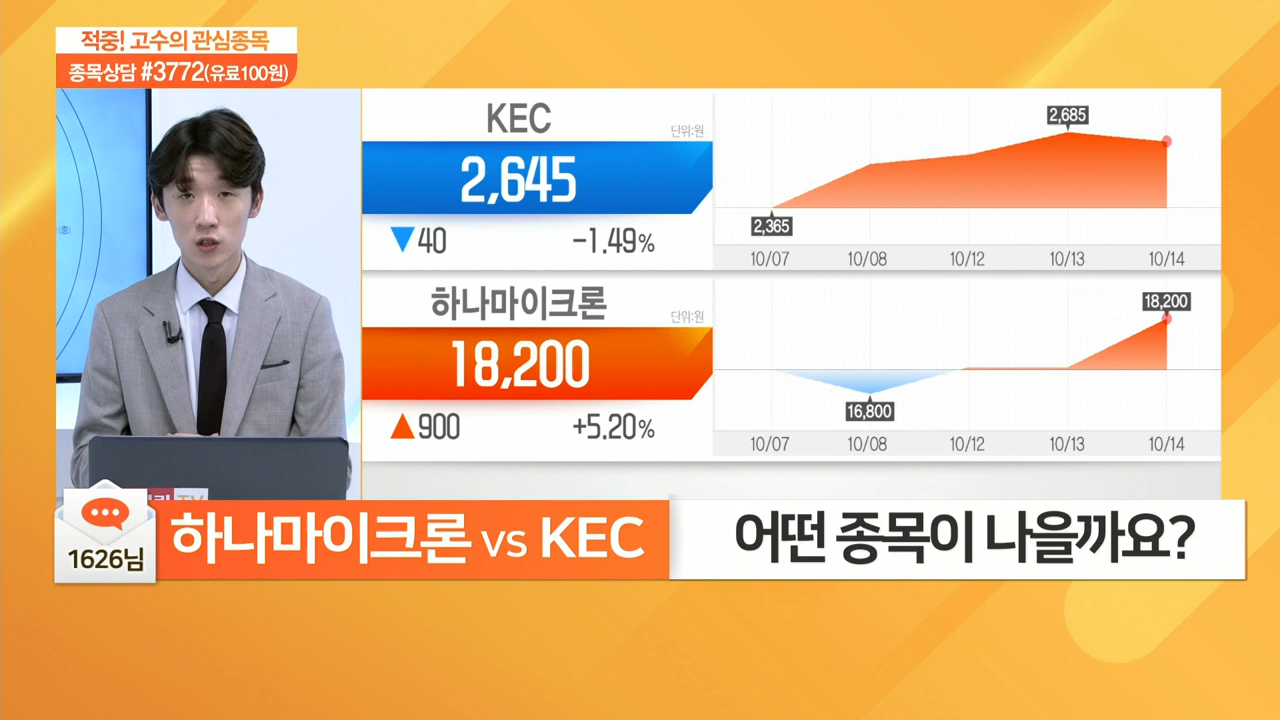 적중! 고수의 관심종목
종목상담 #3772(유료100원)
KEC
단위:원
2,645
▼40 -1.49%
2,685
2,365
10/07 10/08 10/12 10/13 10/14
하나마이크론
단위:원
18,200
▲900 +5.20%
18,200
16,800
10/07 10/08 10/12 10/13 10/14
1626님
하나마이크론 vs KEC
어떤 종목이 나을까요?